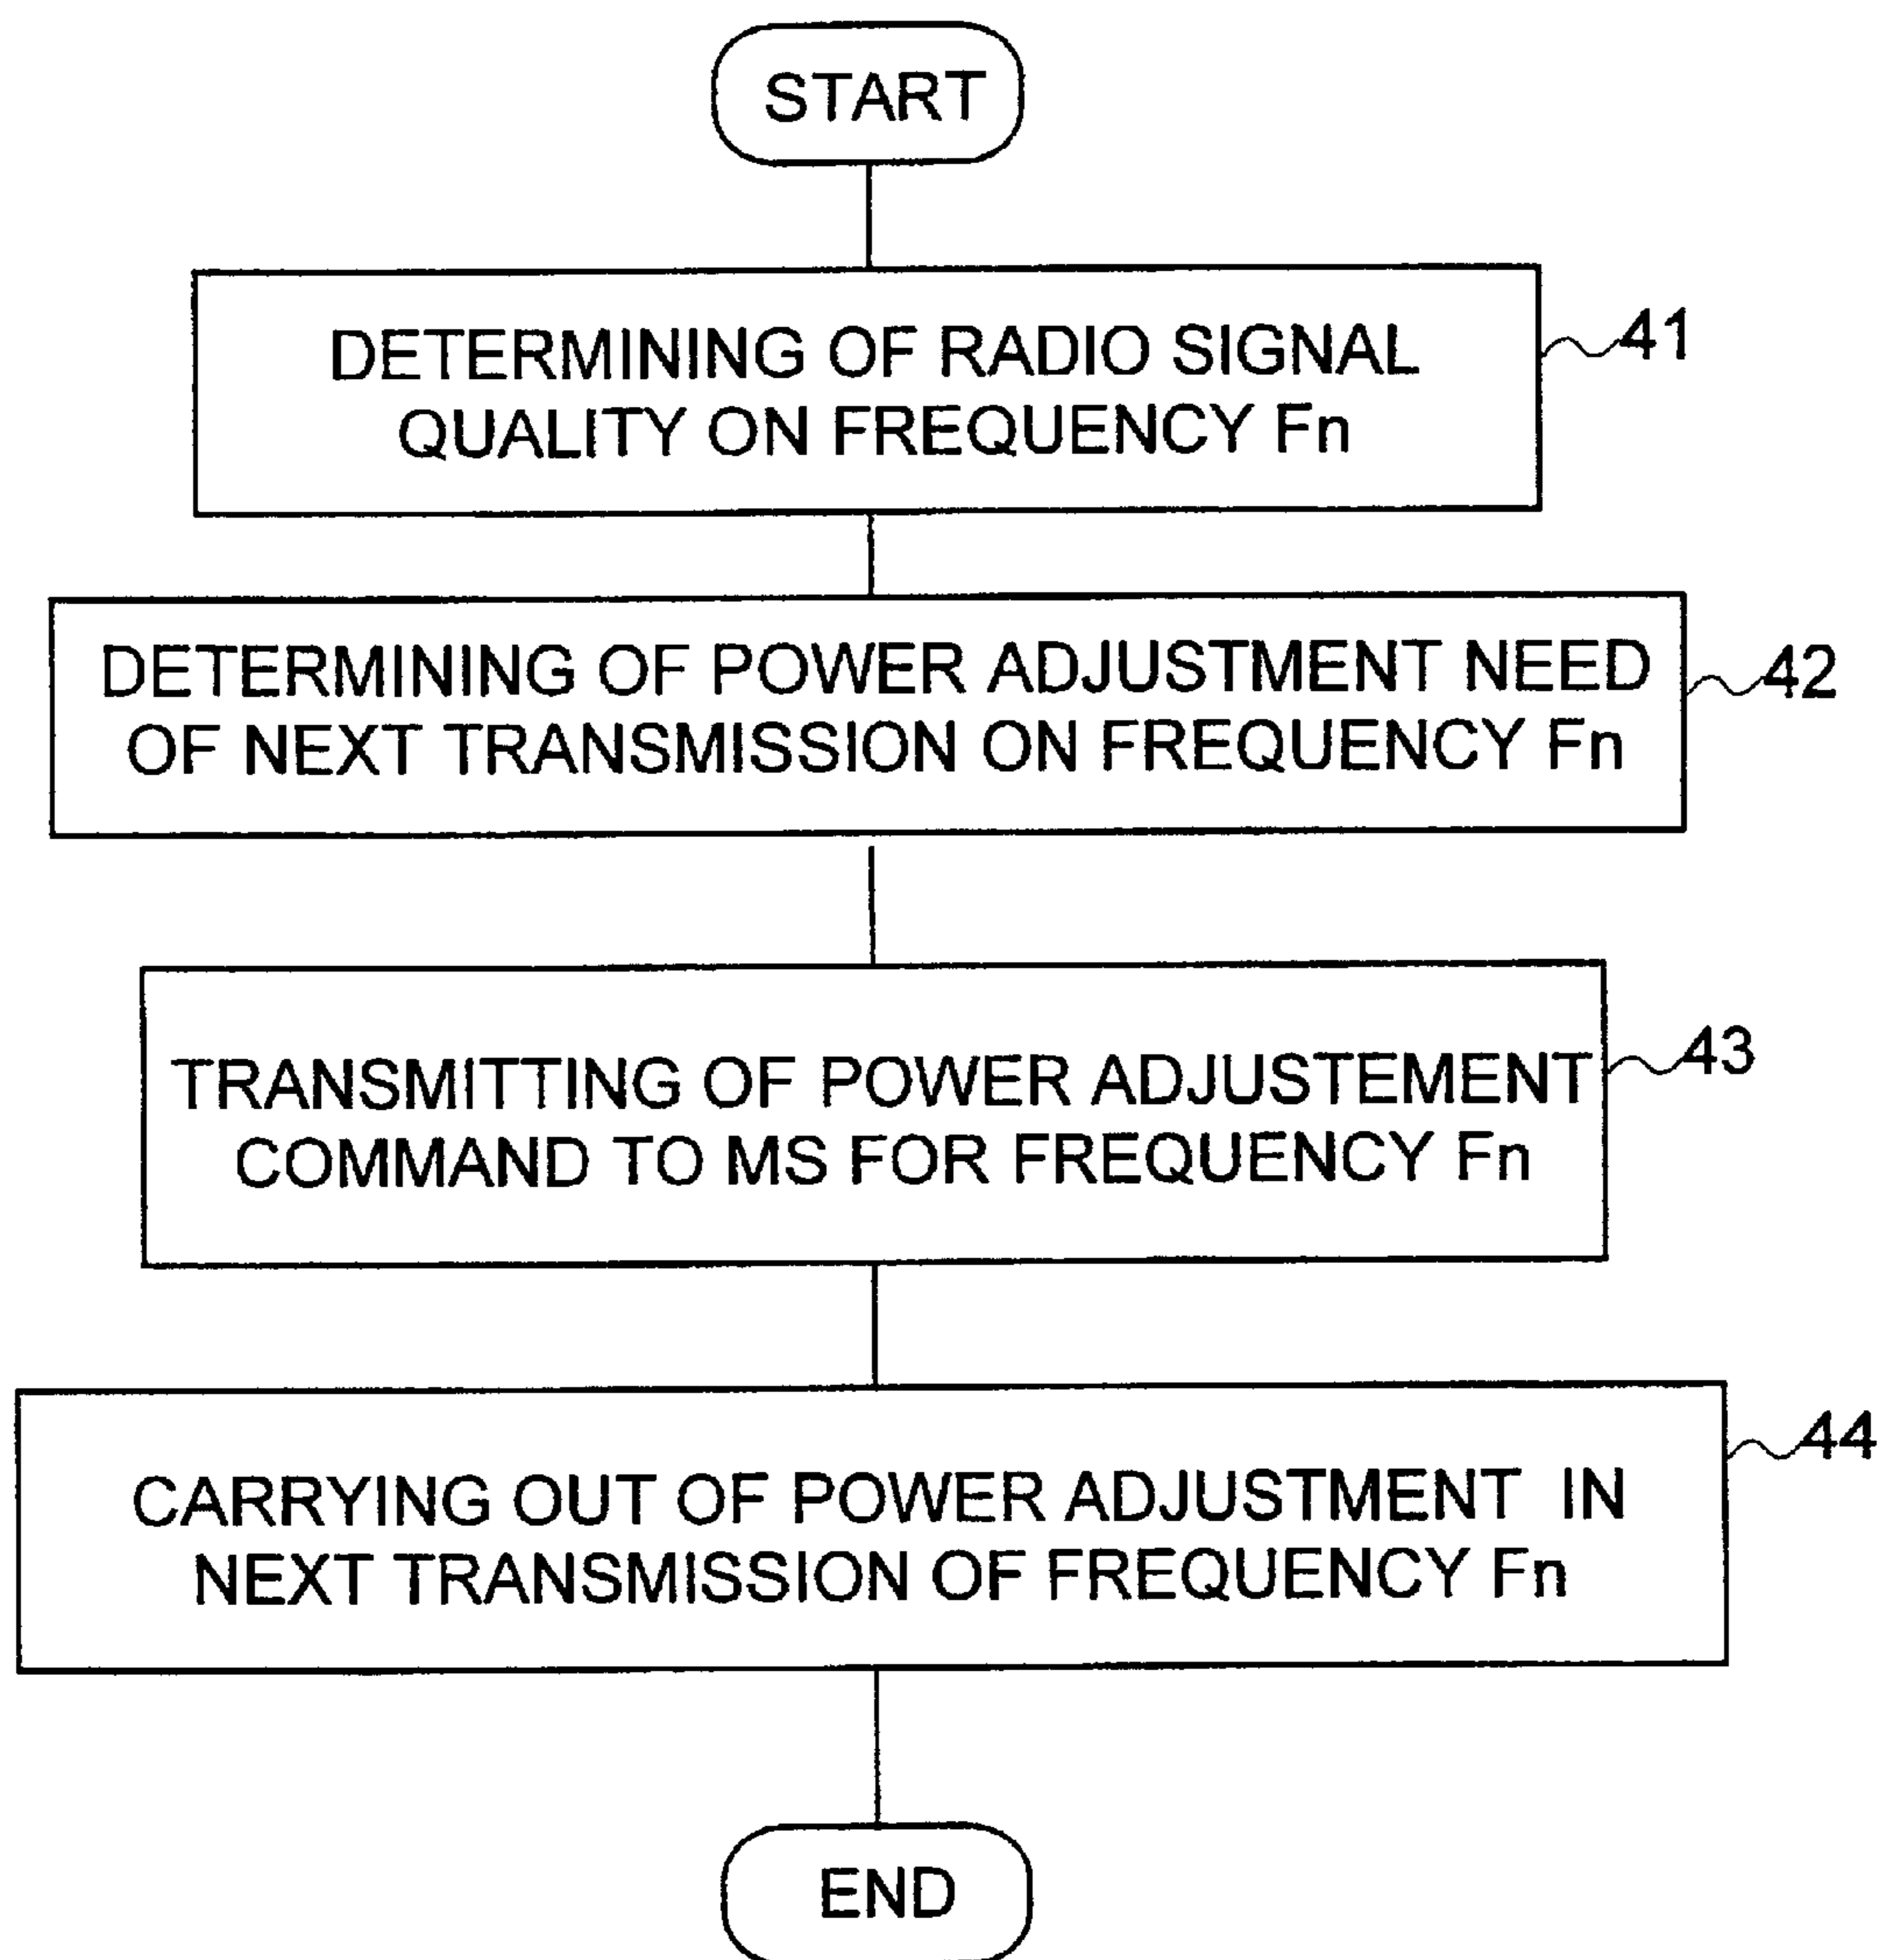 START
DETERMINING OF RADIO SIGNAL
QUALITY ON FREQUENCY Fn
41
DETERMINING OF POWER ADJUSTMENT NEED
OF NEXT TRANSMISSION ON FREQUENCY Fn
42
TRANSMITTING OF POWER ADJUSTEMENT
COMMAND TO MS FOR FREQUENCY Fn
43
CARRYING OUT OF POWER ADJUSTMENT IN
NEXT TRANSMISSION OF FREQUENCY Fn
44
END